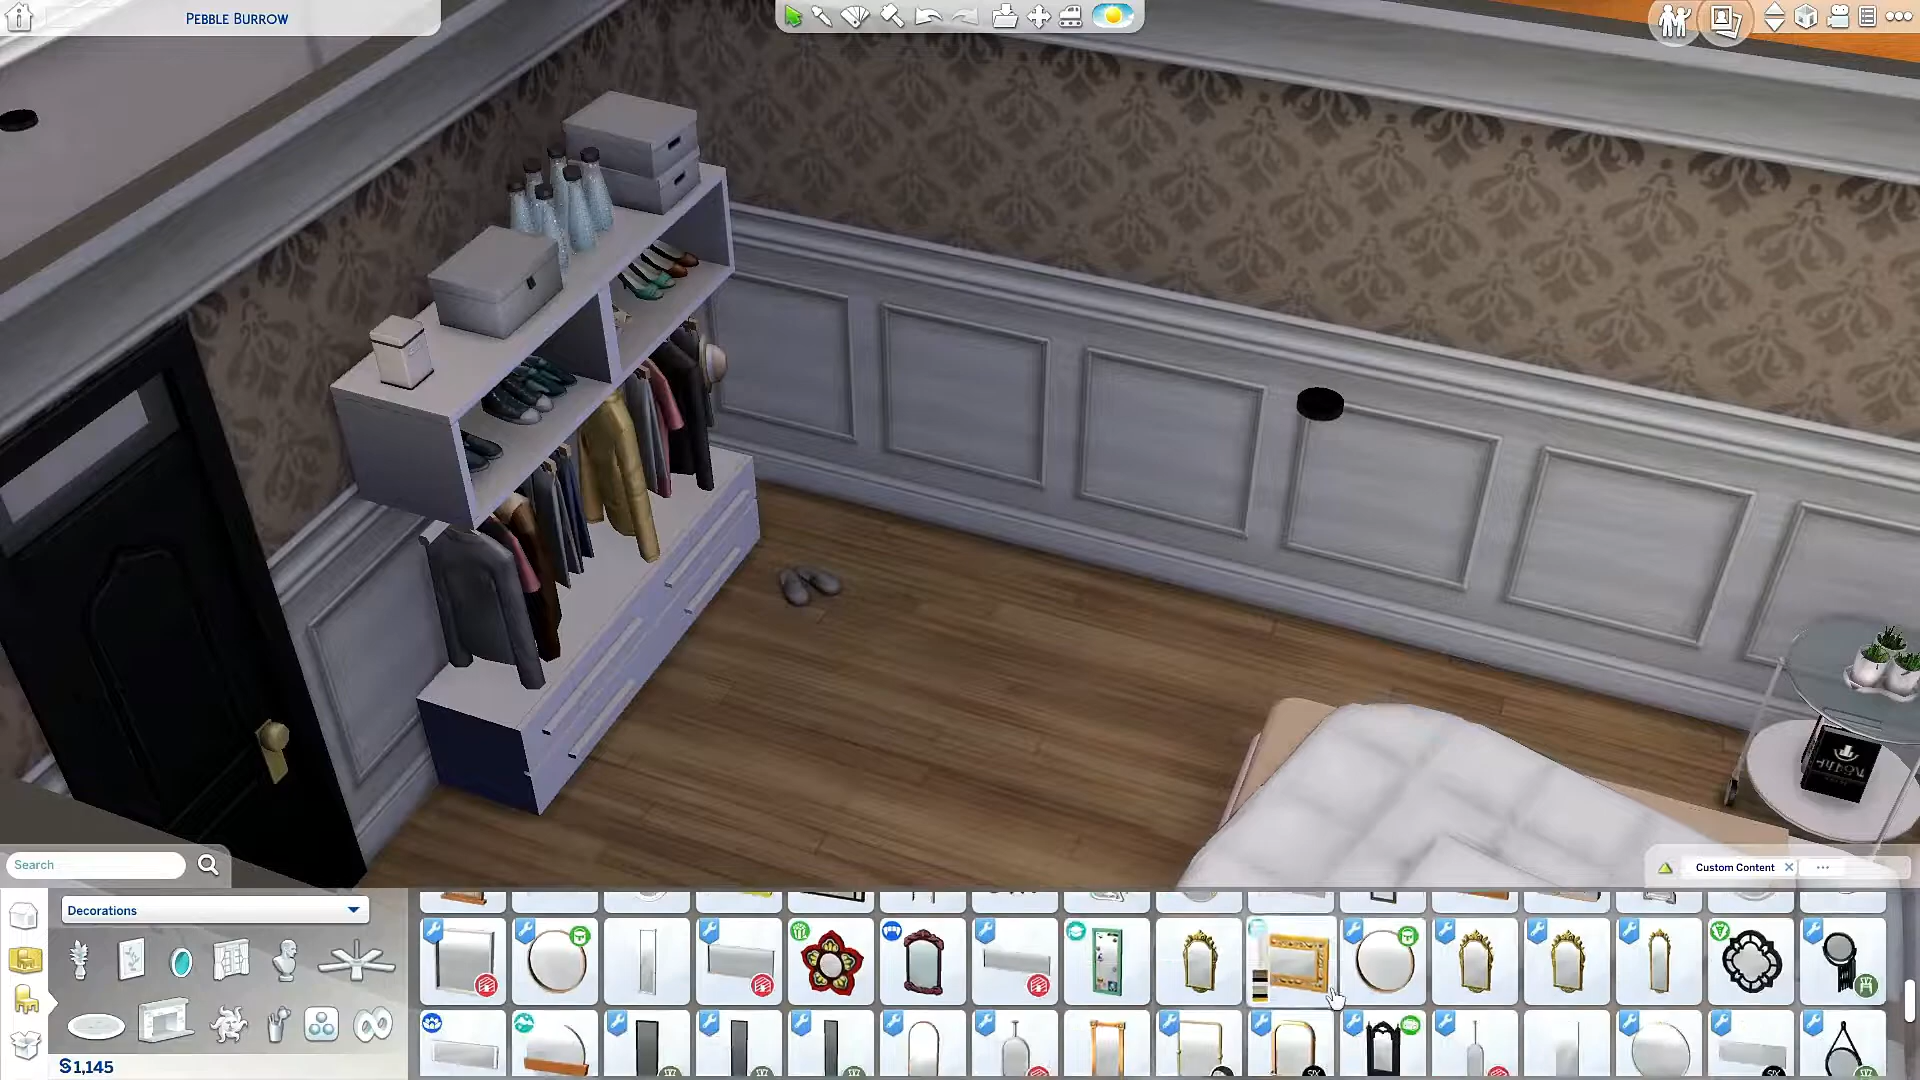 PEBBLE BURROW
Search
Custom Content
Decorations
§1,145